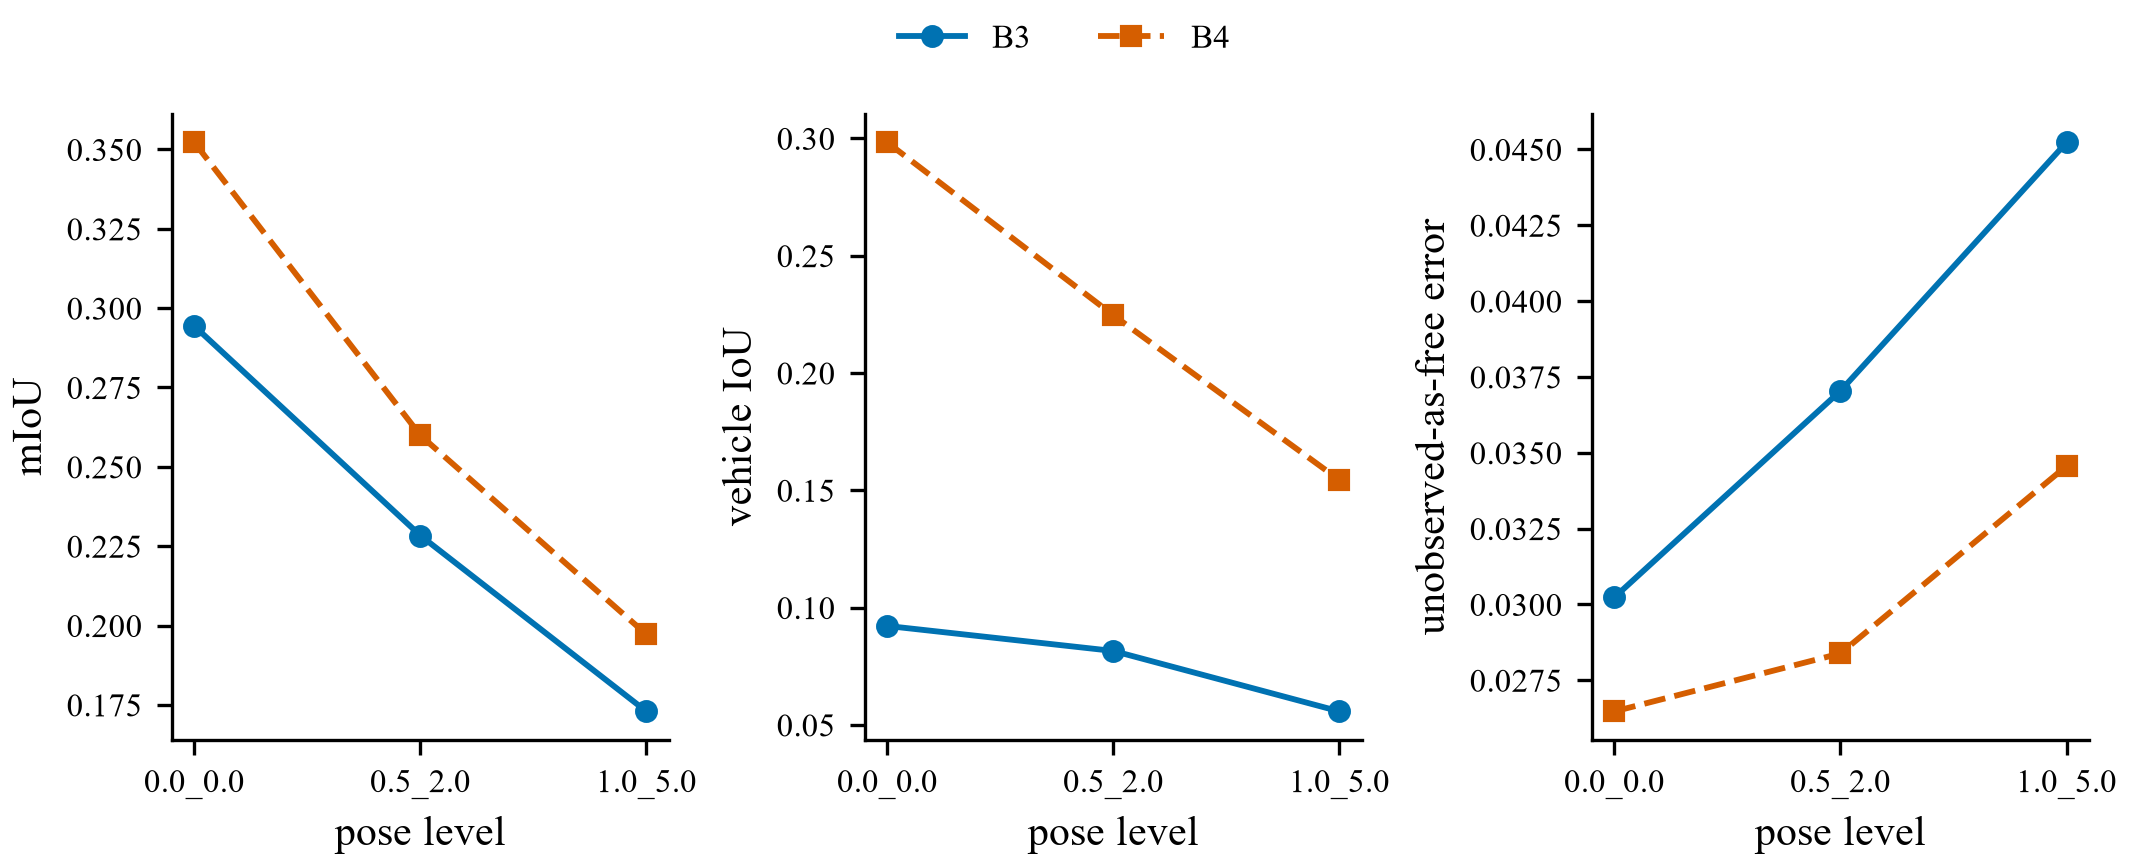 B3 B4
mIoU
0.350
0.325
0.300
0.275
0.250
0.225
0.200
0.175
0.0_0.0 0.5_2.0 1.0_5.0
pose level
vehicle IoU
0.30
0.25
0.20
0.15
0.10
0.05
0.0_0.0 0.5_2.0 1.0_5.0
pose level
unobserved-as-free error
0.0450
0.0425
0.0400
0.0375
0.0350
0.0325
0.0300
0.0275
0.0_0.0 0.5_2.0 1.0_5.0
pose level